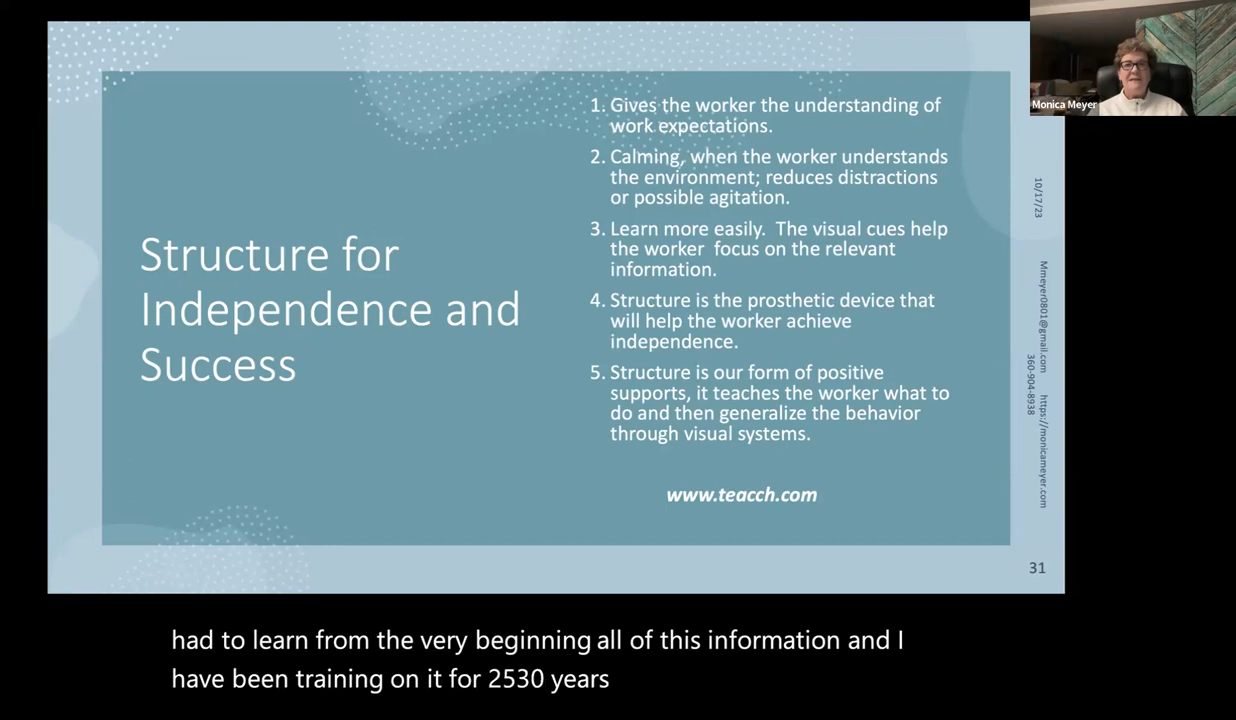 Structure for
Independence and
Success
1. Gives the worker the understanding of
work expectations.
2. Calming, when the worker understands
the environment; reduces distractions
or possible agitation.
3. Learn more easily.  The visual cues help
the worker  focus on the relevant
information.
4. Structure is the prosthetic device that
will help the worker achieve
independence.
5. Structure is our form of positive
supports, it teaches the worker what to
do and then generalize the behavior
through visual systems.
www.teacch.com
Monica Meyer
10/17/23
Mmeyer0801@gmail.com https://monicameyer.com
360-904-8938
31
had to learn from the very beginning all of this information and I
have been training on it for 2530 years